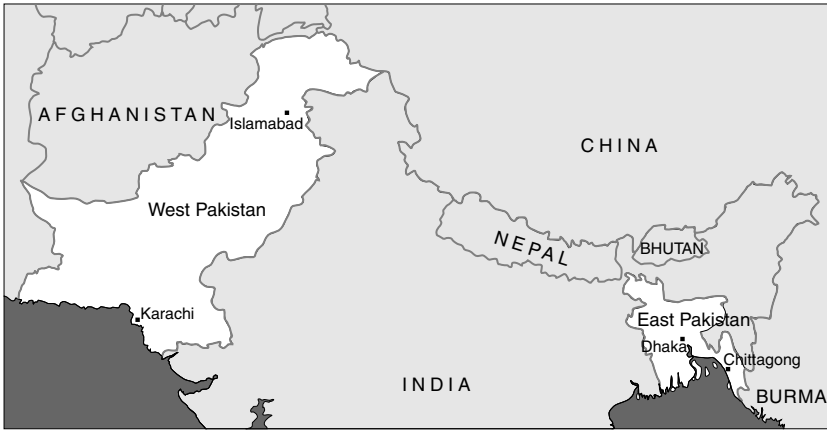 AFGHANISTAN
Islamabad
CHINA
West Pakistan
NEPAL
BHUTAN
Karachi
East Pakistan
Dhaka
Chittagong
INDIA
BURMA